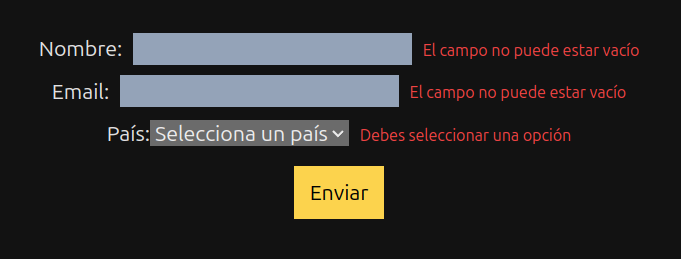 Nombre: El campo no puede estar vacío
Email: El campo no puede estar vacío
País: Selecciona un país Debes seleccionar una opción
Enviar